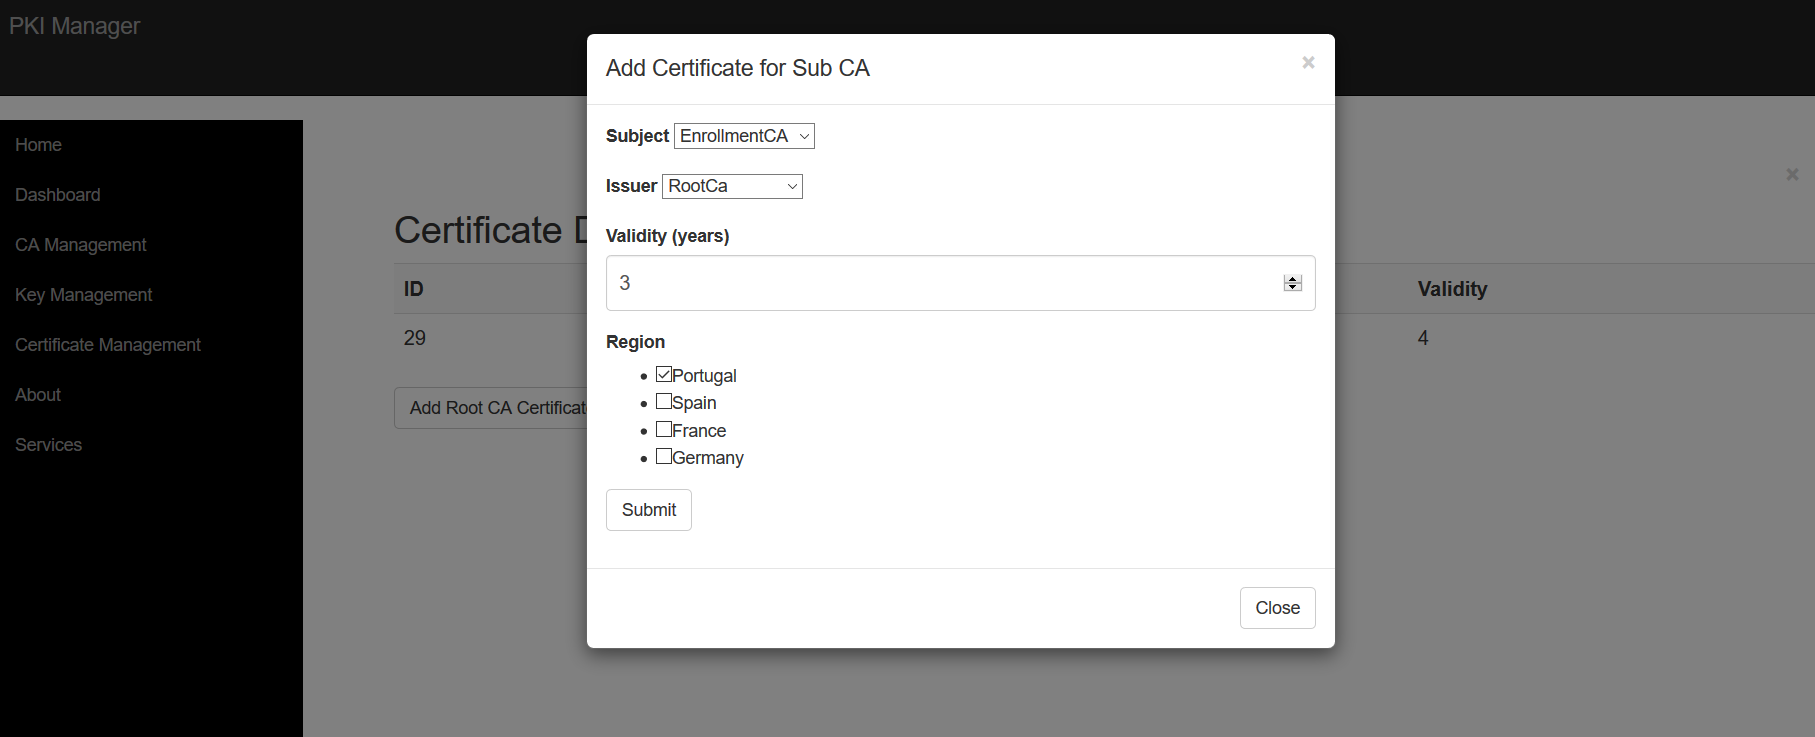 PKI Manager
Home
Dashboard
CA Management
Key Management
Certificate Management
About
Services
Certificate D
ID
Validity
29
4
Add Root CA Certificat
Add Certificate for Sub CA
×
Subject EnrollmentCA
Issuer RootCa
Validity (years)
3
Region
Portugal
Spain
France
Germany
Submit
Close
×